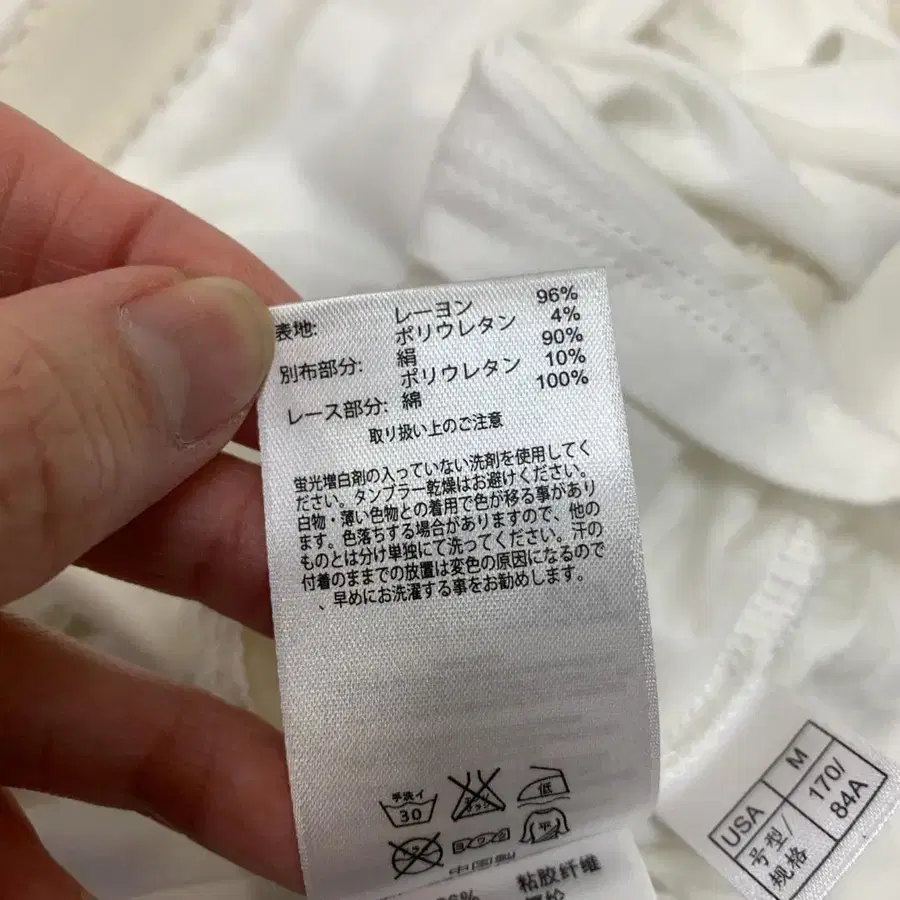 表地: レーヨン 96%
ポリウレタン 4%
別布部分: 絹 90%
ポリウレタン 10%
レース部分: 綿 100%
取り扱い上のご注意
蛍光増白剤の入っていない洗剤を使用してく
ださい。タンブラー乾燥はお避けください。
白物・薄い色物との着用で色が移る事があり
ます。色落ちする場合がありますので、他の
ものとは分け単独にて洗ってください。汗の
付着のままでの放置は変色の原因になるので
、早めにお洗濯する事をお勧めします。
手洗イ
30
低
平
中国製
粘胶纤维
USA M
号型/ 170/
规格 84A